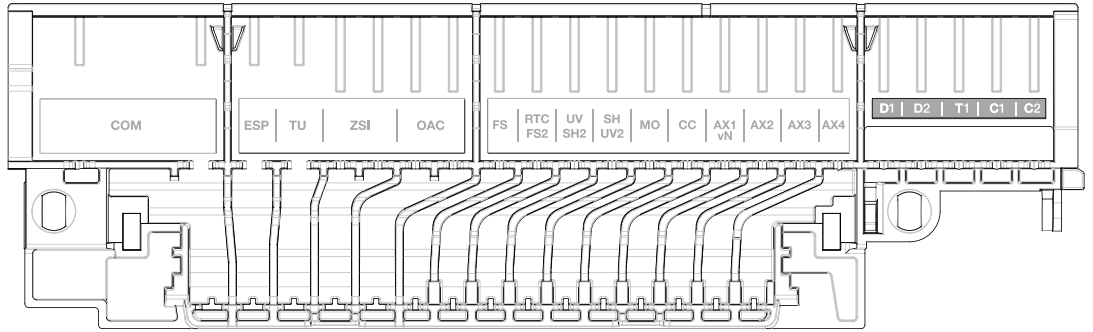 COM
ESP TU ZSI OAC
FS RTC FS2 UV SH2 SH UV2 MO CC AX1 vN AX2 AX3 AX4
D1 D2 T1 C1 C2